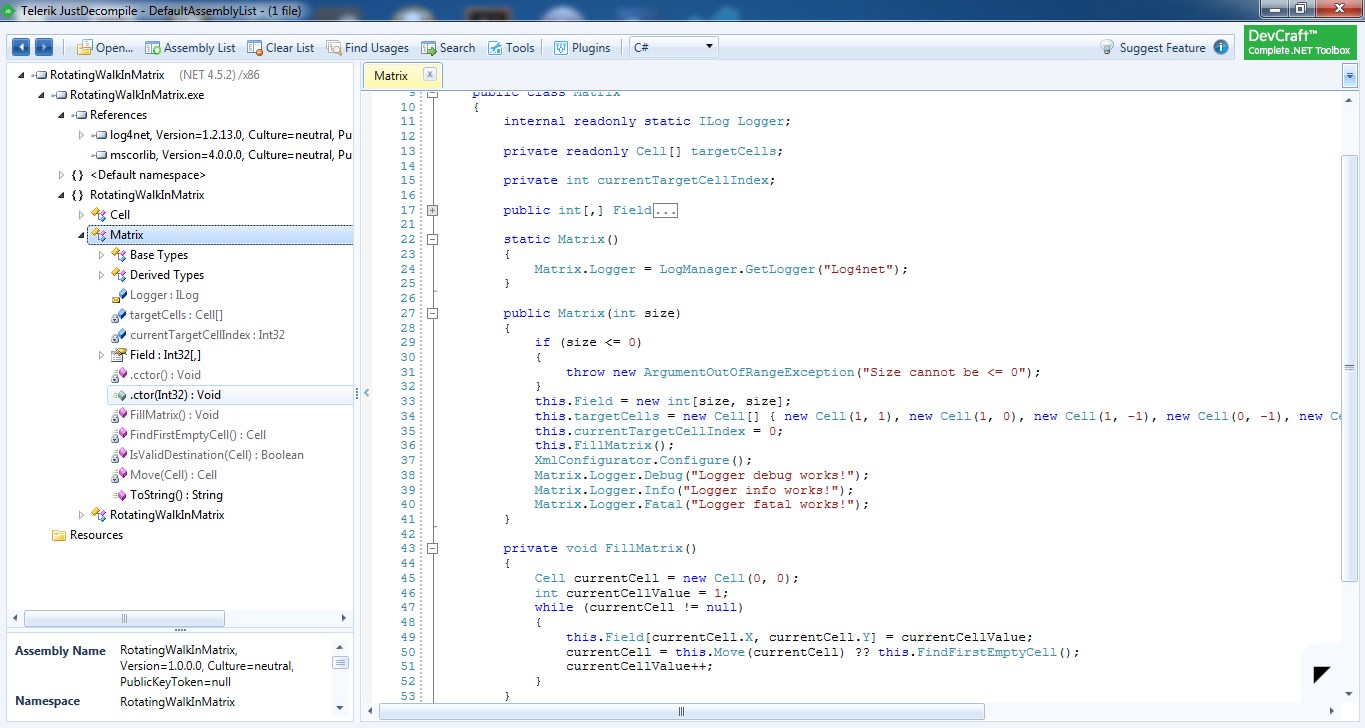 Telerik JustDecompile - DefaultAssemblyList - (1 file)
Open... Assembly List Clear List Find Usages Search Tools Plugins C# Suggest Feature
DevCraft™
Complete .NET Toolbox
RotatingWalkInMatrix (NET 4.5.2) /x86
RotatingWalkInMatrix.exe
References
log4net, Version=1.2.13.0, Culture=neutral, Pu
mscorlib, Version=4.0.0.0, Culture=neutral, Pu
{} <Default namespace>
{} RotatingWalkInMatrix
Cell
Matrix
Base Types
Derived Types
Logger : ILog
targetCells : Cell[]
currentTargetCellIndex : Int32
Field : Int32[,]
.cctor() : Void
.ctor(Int32) : Void
FillMatrix() : Void
FindFirstEmptyCell() : Cell
IsValidDestination(Cell) : Boolean
Move(Cell) : Cell
ToString() : String
RotatingWalkInMatrix
Resources
Assembly Name RotatingWalkInMatrix,
Version=1.0.0.0, Culture=neutral,
PublicKeyToken=null
Namespace RotatingWalkInMatrix
Matrix x
9 public class Matrix
10 {
11 internal readonly static ILog Logger;
12
13 private readonly Cell[] targetCells;
14
15 private int currentTargetCellIndex;
16
17 public int[,] Field...
21
22 static Matrix()
23 {
24 Matrix.Logger = LogManager.GetLogger("Log4net");
25 }
26
27 public Matrix(int size)
28 {
29 if (size <= 0)
30 {
31 throw new ArgumentOutOfRangeException("Size cannot be <= 0");
32 }
33 this.Field = new int[size, size];
34 this.targetCells = new Cell[] { new Cell(1, 1), new Cell(1, 0), new Cell(1, -1), new Cell(0, -1), new Ce
35 this.currentTargetCellIndex = 0;
36 this.FillMatrix();
37 XmlConfigurator.Configure();
38 Matrix.Logger.Debug("Logger debug works!");
39 Matrix.Logger.Info("Logger info works!");
40 Matrix.Logger.Fatal("Logger fatal works!");
41 }
42
43 private void FillMatrix()
44 {
45 Cell currentCell = new Cell(0, 0);
46 int currentCellValue = 1;
47 while (currentCell != null)
48 {
49 this.Field[currentCell.X, currentCell.Y] = currentCellValue;
50 currentCell = this.Move(currentCell) ?? this.FindFirstEmptyCell();
51 currentCellValue++;
52 }
53 }